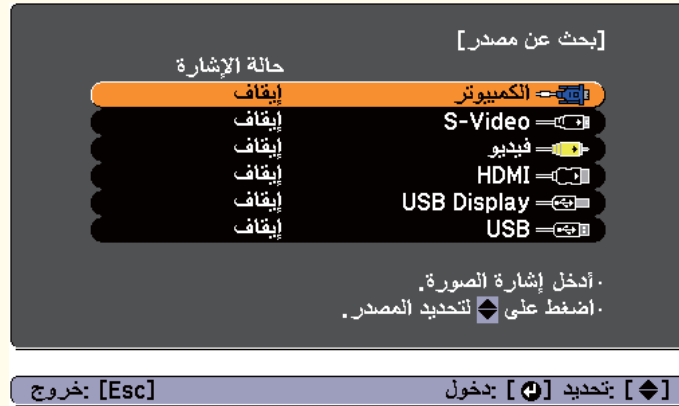 [بحث عن مصدر]
حالة الإشارة
الكمبيوتر إيقاف
S-Video إيقاف
فيديو إيقاف
HDMI إيقاف
USB Display إيقاف
USB إيقاف
·أدخل إشارة الصورة.
·اضغط على لتحديد المصدر.
[ ] :تحديد [ ] :دخول [Esc] :خروج